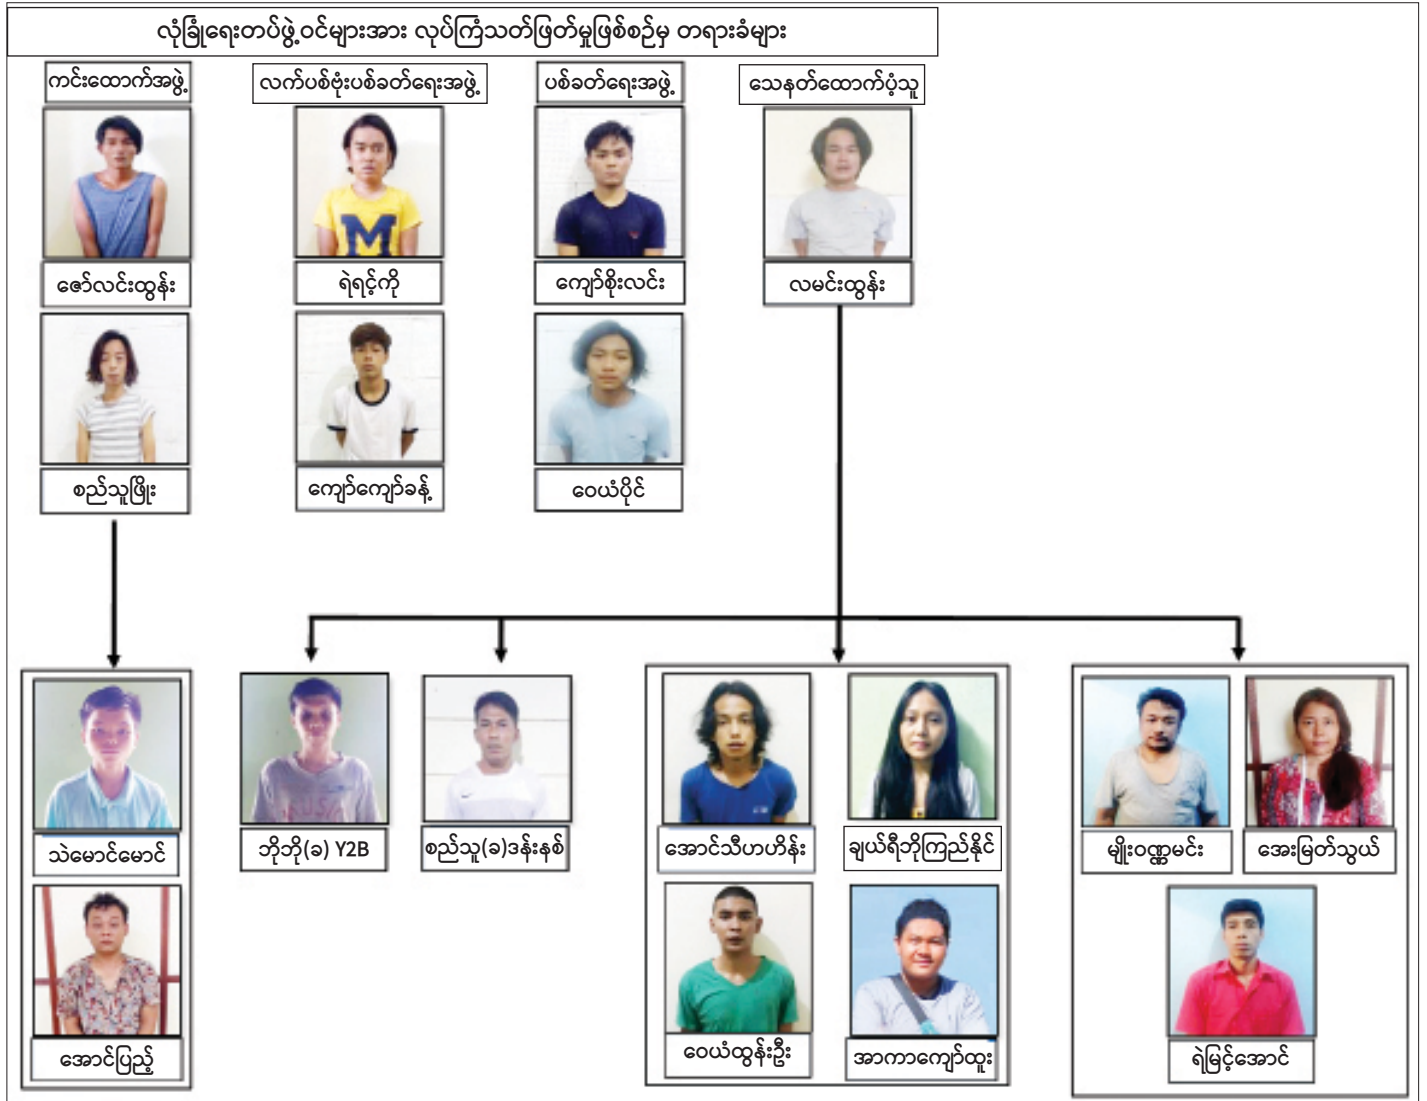 လုံခြုံရေးတပ်ဖွဲ့ဝင်များအား လုပ်ကြံသတ်ဖြတ်မှုဖြစ်စဉ်မှ တရားခံများ
ကင်းထောက်အဖွဲ့
လက်ပစ်ဗုံးပစ်ခတ်ရေးအဖွဲ့
ပစ်ခတ်ရေးအဖွဲ့
သေနတ်ထောက်ပံ့သူ
M
ဇော်လင်းထွန်း
ရဲရင့်ကို
ကျော်စိုးလင်း
လမင်းထွန်း
စည်သူဖြိုး
ကျော်ကျော်ခန့်
ဝေယံပိုင်
သဲမောင်မောင်
ဘိုဘို(ခ) Y2B
စည်သူ(ခ)ဒန်းနစ်
အောင်သီဟဟိန်း
ချယ်ရီဘိုကြည်နိုင်
မျိုးဝဏ္ဏမင်း
အေးမြတ်သွယ်
အောင်ပြည့်
ဝေယံထွန်းဦး
အာကာကျော်ထူး
ရဲမြင့်အောင်